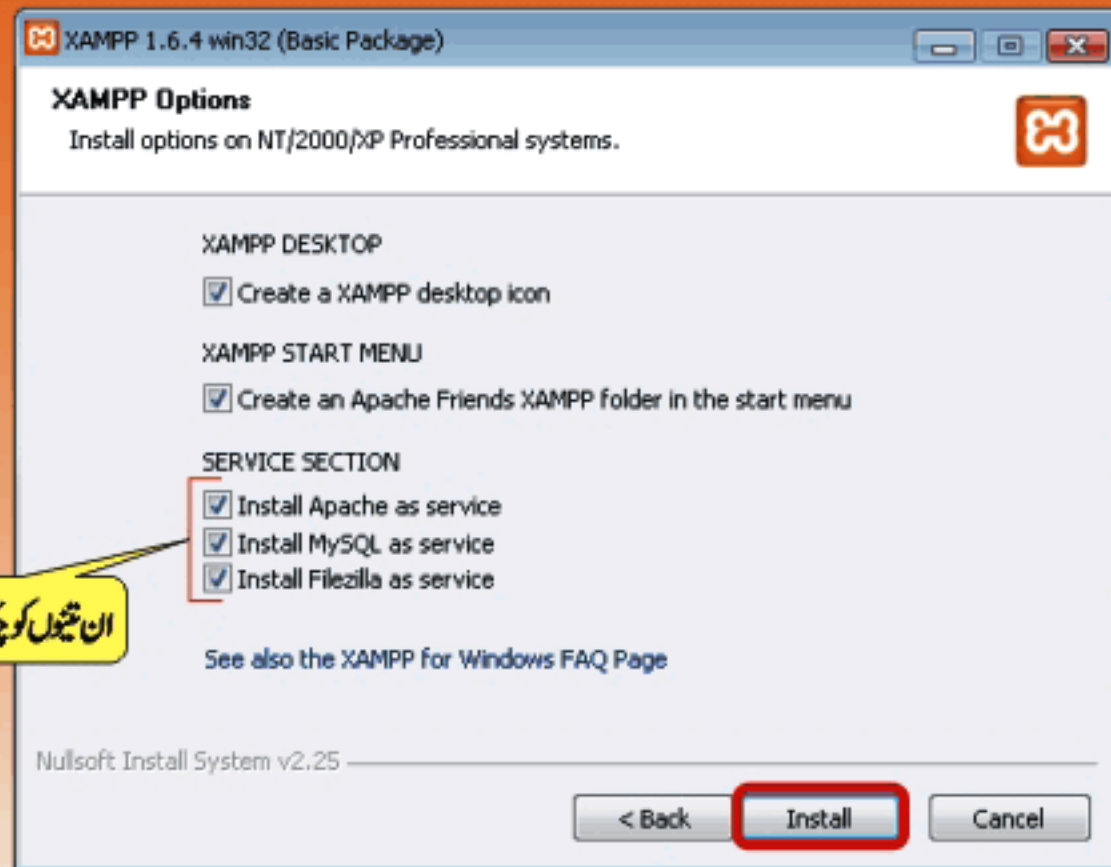 XAMPP 1.6.4 win32 (Basic Package)
XAMPP Options
Install options on NT/2000/XP Professional systems.
XAMPP DESKTOP
Create a XAMPP desktop icon
XAMPP START MENU
Create an Apache Friends XAMPP folder in the start menu
SERVICE SECTION
Install Apache as service
Install MySQL as service
Install Filezilla as service
ان تینوں کو
See also the XAMPP for Windows FAQ Page
Nullsoft Install System v2.25
< Back
Install
Cancel